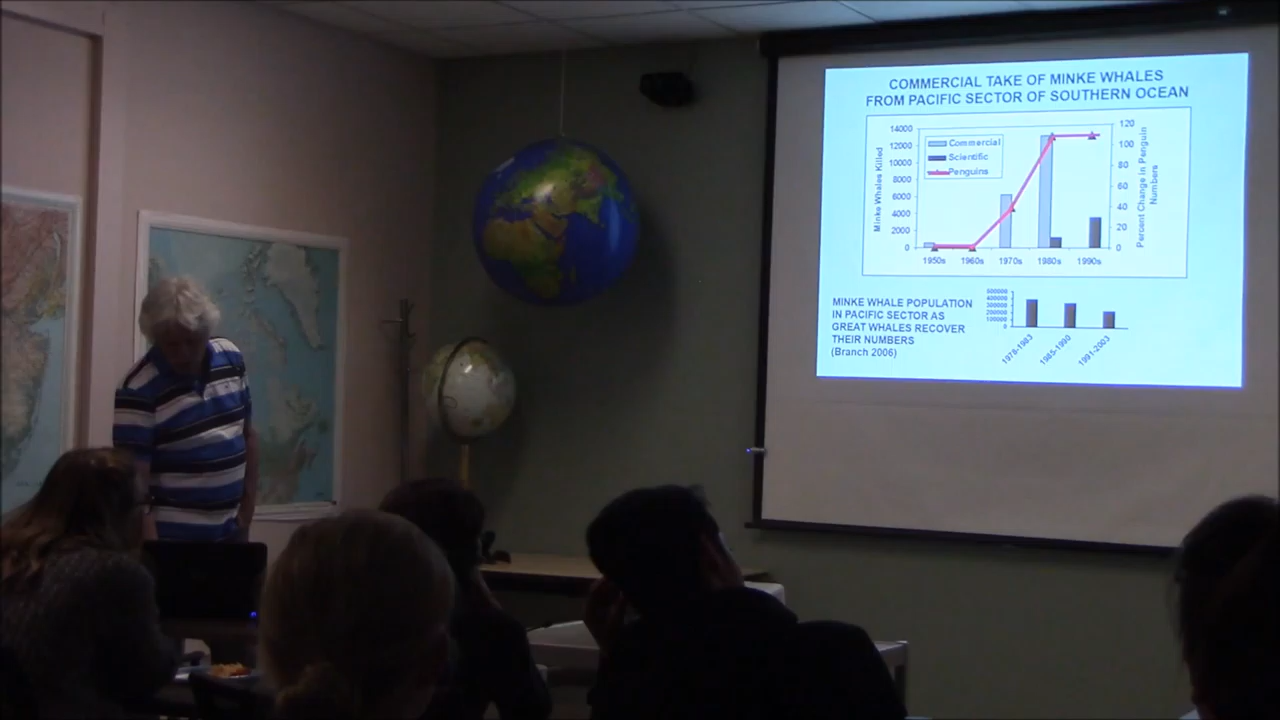 COMMERCIAL TAKE OF MINKE WHALES
FROM PACIFIC SECTOR OF SOUTHERN OCEAN
14000
12000
10000
8000
6000
4000
2000
0
Minke Whales Killed
Commercial
Scientific
Penguins
120
100
80
60
40
20
0
Percent Change in Penguin
Numbers
1950s 1960s 1970s 1980s 1990s
MINKE WHALE POPULATION
IN PACIFIC SECTOR AS
GREAT WHALES RECOVER
THEIR NUMBERS
(Branch 2006)
500000
400000
300000
200000
100000
0
1978-1983 1985-1990 1991-2003